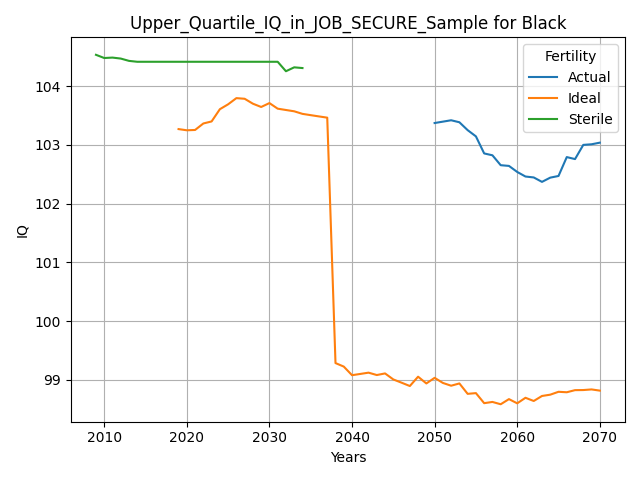 Upper_Quartile_IQ_in_JOB_SECURE_Sample for Black
Fertility
Actual
Ideal
Sterile
IQ
104
103
102
101
100
99
2010 2020 2030 2040 2050 2060 2070
Years